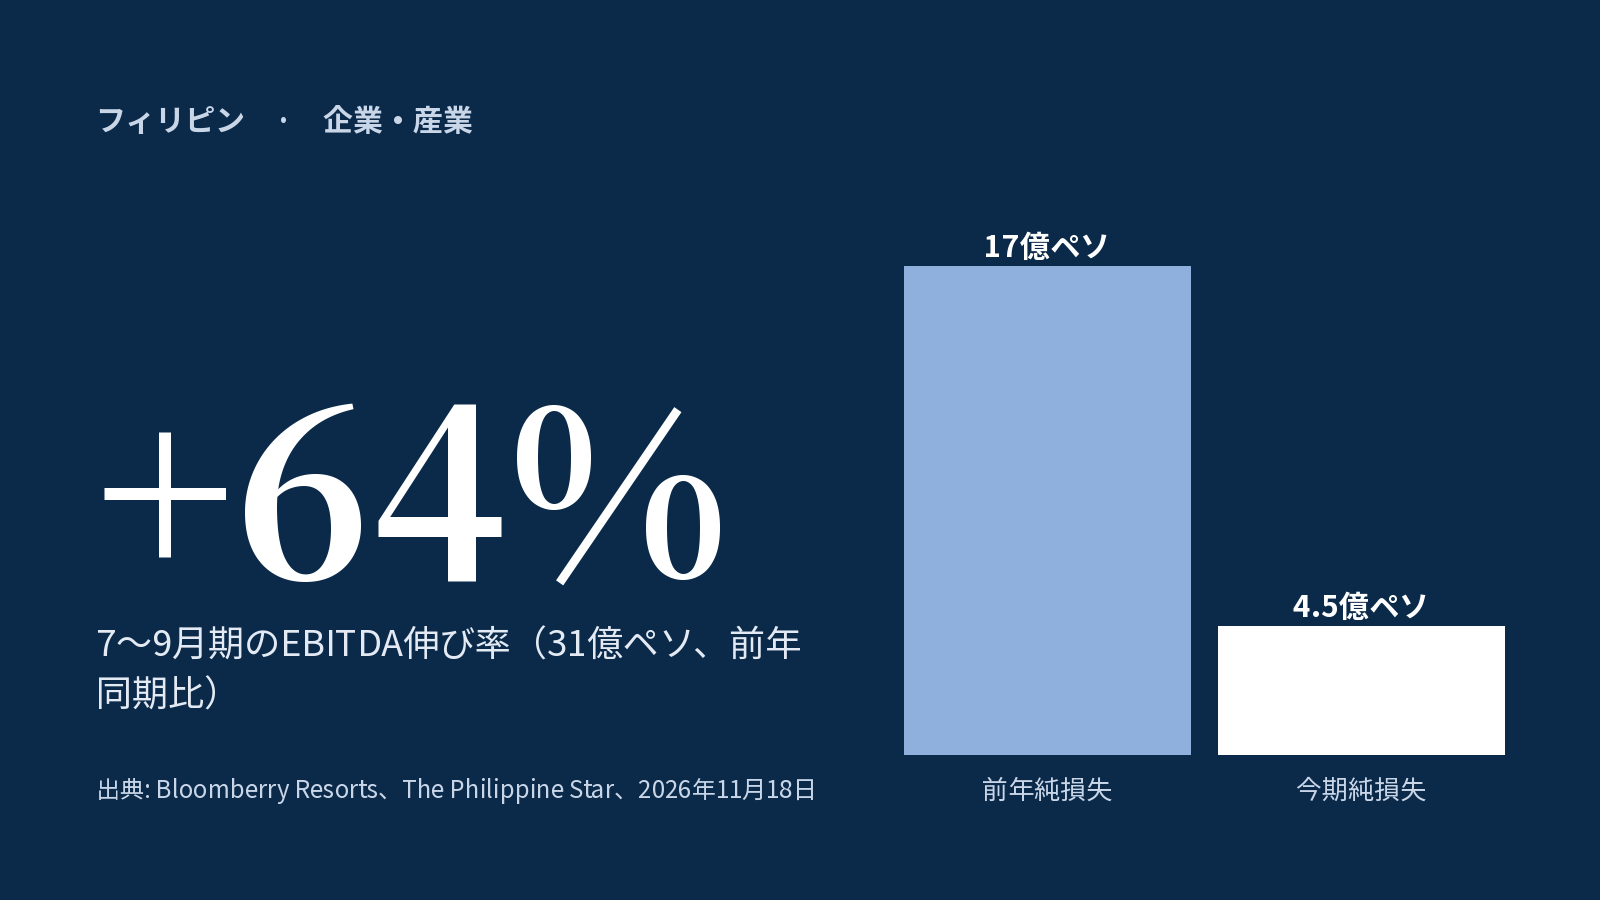 フィリピン · 企業・産業
+64%
7〜9月期のEBITDA伸び率（31億ペソ、前年
同期比）
出典: Bloomberry Resorts、The Philippine Star、2026年11月18日
17億ペソ
4.5億ペソ
前年純損失
今期純損失